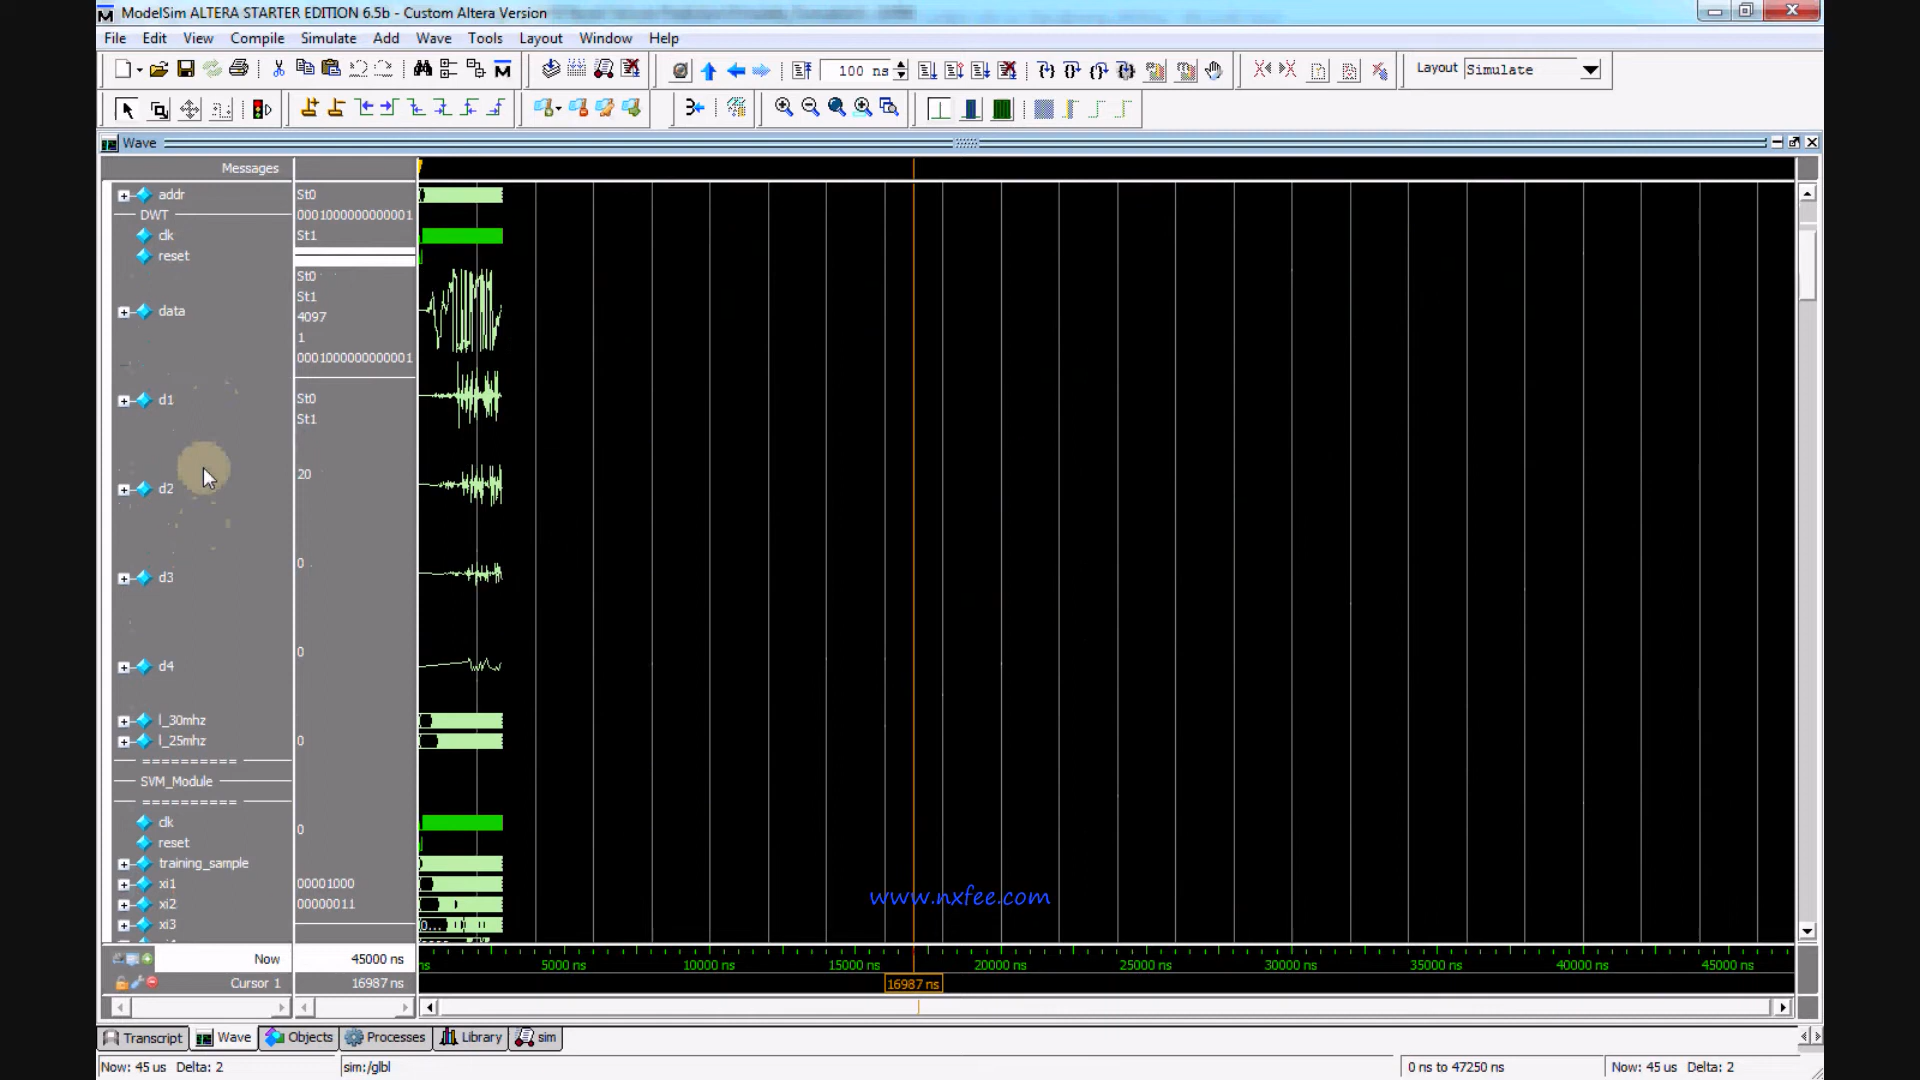 ModelSim ALTERA STARTER EDITION 6.5b - Custom Altera Version
File Edit View Compile Simulate Add Wave Tools Layout Window Help
100 ns
Layout Simulate
Wave
Messages
addr St0
DWT 0001000000000001
clk St1
reset
St0
St1
data 4097
1
0001000000000001
d1 St0
St1
20
d2
0
d3
0
d4
l_30mhz
l_25mhz 0
==========
SVM_Module
==========
clk 0
reset
training_sample
xi1 00001000
xi2 00000011
xi3 0...
www.nxfee.com
Now 45000 ns
ns 5000 ns 10000 ns 15000 ns 20000 ns 25000 ns 30000 ns 35000 ns 40000 ns 45000 ns
Cursor 1 16987 ns 16987 ns
Transcript Wave Objects Processes Library sim
Now: 45 us Delta: 2 sim:/glbl 0 ns to 47250 ns Now: 45 us Delta: 2